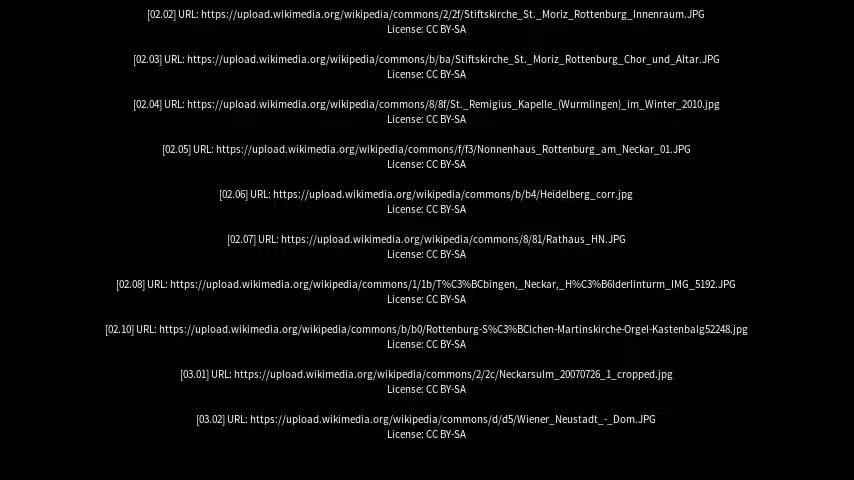 [02.02] URL: https://upload.wikimedia.org/wikipedia/commons/2/2f/Stiftskirche_St._Moriz_Rottenburg_Innenraum.JPG
License: CC BY-SA
[02.03] URL: https://upload.wikimedia.org/wikipedia/commons/b/ba/Stiftskirche_St._Moriz_Rottenburg_Chor_und_Altar.JPG
License: CC BY-SA
[02.04] URL: https://upload.wikimedia.org/wikipedia/commons/8/8f/St._Remigius_Kapelle_(Wurmlingen)_im_Winter_2010.jpg
License: CC BY-SA
[02.05] URL: https://upload.wikimedia.org/wikipedia/commons/f/f3/Nonnenhaus_Rottenburg_am_Neckar_01.JPG
License: CC BY-SA
[02.06] URL: https://upload.wikimedia.org/wikipedia/commons/b/b4/Heidelberg_corr.jpg
License: CC BY-SA
[02.07] URL: https://upload.wikimedia.org/wikipedia/commons/8/81/Rathaus_HN.JPG
License: CC BY-SA
[02.08] URL: https://upload.wikimedia.org/wikipedia/commons/1/1b/T%C3%BCbingen,_Neckar,_H%C3%B6lderlinturm_IMG_5192.JPG
License: CC BY-SA
[02.10] URL: https://upload.wikimedia.org/wikipedia/commons/b/b0/Rottenburg-S%C3%BClchen-Martinskirche-Orgel-Kastenbalg52248.jpg
License: CC BY-SA
[03.01] URL: https://upload.wikimedia.org/wikipedia/commons/2/2c/Neckarsulm_20070726_1_cropped.jpg
License: CC BY-SA
[03.02] URL: https://upload.wikimedia.org/wikipedia/commons/d/d5/Wiener_Neustadt_-_Dom.JPG
License: CC BY-SA